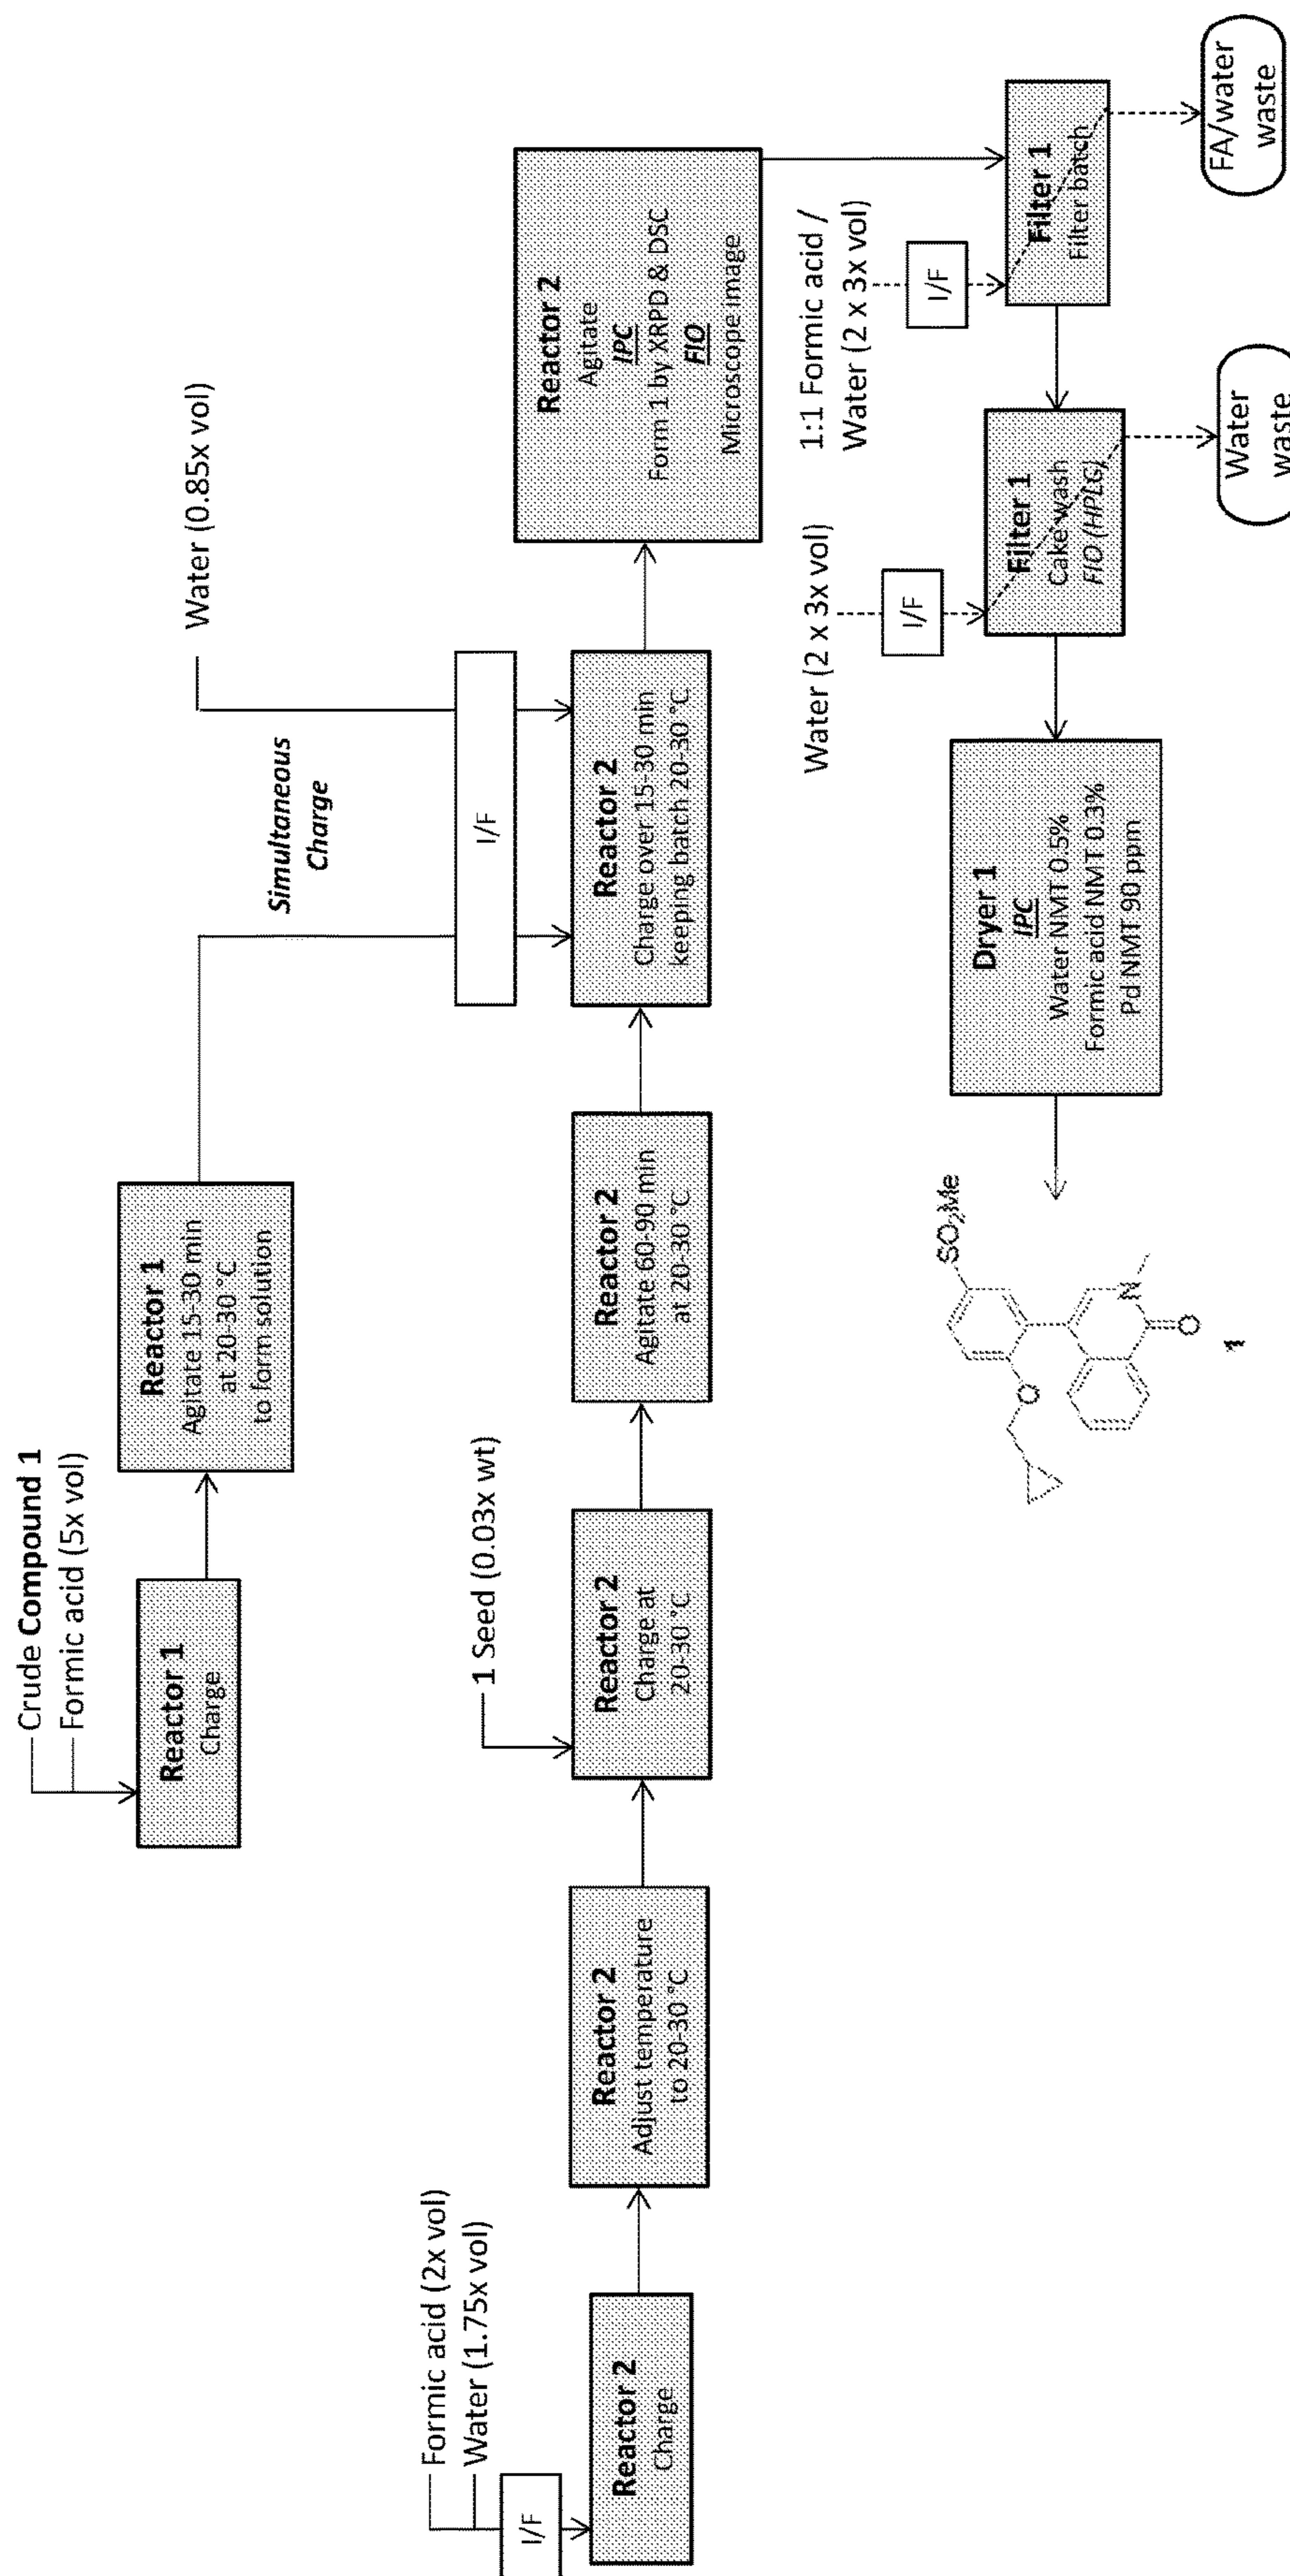 Crude Compound 1
Formic acid (5x vol)
Reactor 1
Charge
Reactor 1
Agitate 15-30 min
at 20-30 °C
to form solution
Simultaneous
Charge
Water (0.85x vol)
Formic acid (2x vol)
Water (1.75x vol)
I/F
Reactor 2
Charge
Reactor 2
Adjust temperature
to 20-30 °C
1 Seed (0.03x wt)
Reactor 2
Charge at
20-30 °C
Reactor 2
Agitate 60-90 min
at 20-30 °C
I/F
Reactor 2
Charge over 15-30 min
keeping batch 20-30 °C
Reactor 2
Agitate
IPC
Form 1 by XRPD & DSC
FIO
Microscope image
1:1 Formic acid /
Water (2 x 3x vol)
I/F
Filter 1
Filter batch
FA/water
waste
Water (2 x 3x vol)
I/F
Filter 1
Cake wash
FIO (HPLC)
Water
waste
Dryer 1
IPC
Water NMT 0.5%
Formic acid NMT 0.3%
Pd NMT 90 ppm
SO2Me
O
N
O
1